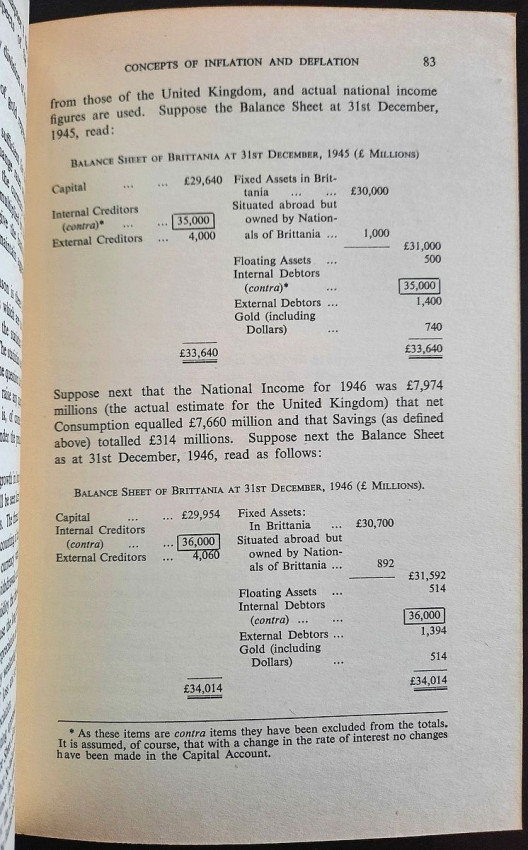 CONCEPTS OF INFLATION AND DEFLATION 83
from those of the United Kingdom, and actual national income
figures are used. Suppose the Balance Sheet at 31st December,
1945, read:
BALANCE SHEET OF BRITTANIA AT 31ST DECEMBER, 1945 (£ MILLIONS)
Capital ... ... £29,640
Internal Creditors
(contra)* ... ... 35,000
External Creditors ... 4,000
£33,640
Fixed Assets in Brit-
tania ... ... £30,000
Situated abroad but
owned by Nation-
als of Brittania ... 1,000
£31,000
Floating Assets ... 500
Internal Debtors
(contra)* ... 35,000
External Debtors ... 1,400
Gold (including
Dollars) ... 740
£33,640
Suppose next that the National Income for 1946 was £7,974
millions (the actual estimate for the United Kingdom) that net
Consumption equalled £7,660 million and that Savings (as defined
above) totalled £314 millions. Suppose next the Balance Sheet
as at 31st December, 1946, read as follows:
BALANCE SHEET OF BRITTANIA AT 31ST DECEMBER, 1946 (£ MILLIONS).
Capital ... ... £29,954
Internal Creditors
(contra) ... ... 36,000
External Creditors ... 4,060
£34,014
Fixed Assets:
In Brittania ... £30,700
Situated abroad but
owned by Nation-
als of Brittania ... 892
£31,592
Floating Assets ... 514
Internal Debtors
(contra) ... ... 36,000
External Debtors ... 1,394
Gold (including
Dollars) ... 514
£34,014
* As these items are contra items they have been excluded from the totals.
It is assumed, of course, that with a change in the rate of interest no changes
have been made in the Capital Account.